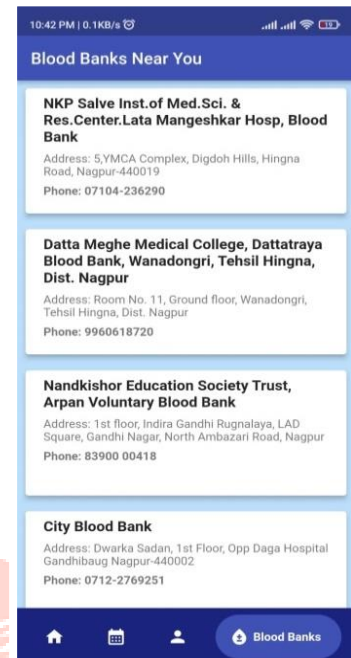 10:42 PM | 0.1KB/s
Blood Banks Near You
NKP Salve Inst.of Med.Sci. &
Res.Center.Lata Mangeshkar Hosp, Blood
Bank
Address: 5,YMCA Complex, Digdoh Hills, Hingna
Road, Nagpur-440019
Phone: 07104-236290
Datta Meghe Medical College, Dattatraya
Blood Bank, Wanadongri, Tehsil Hingna,
Dist. Nagpur
Address: Room No. 11, Ground floor, Wanadongri,
Tehsil Hingna, Dist. Nagpur
Phone: 9960618720
Nandkishor Education Society Trust,
Arpan Voluntary Blood Bank
Address: 1st floor, Indira Gandhi Rugnalaya, LAD
Square, Gandhi Nagar, North Ambazari Road, Nagpur
Phone: 83900 00418
City Blood Bank
Address: Dwarka Sadan, 1st Floor, Opp Daga Hospital
Gandhibaug Nagpur-440002
Phone: 0712-2769251
Blood Banks